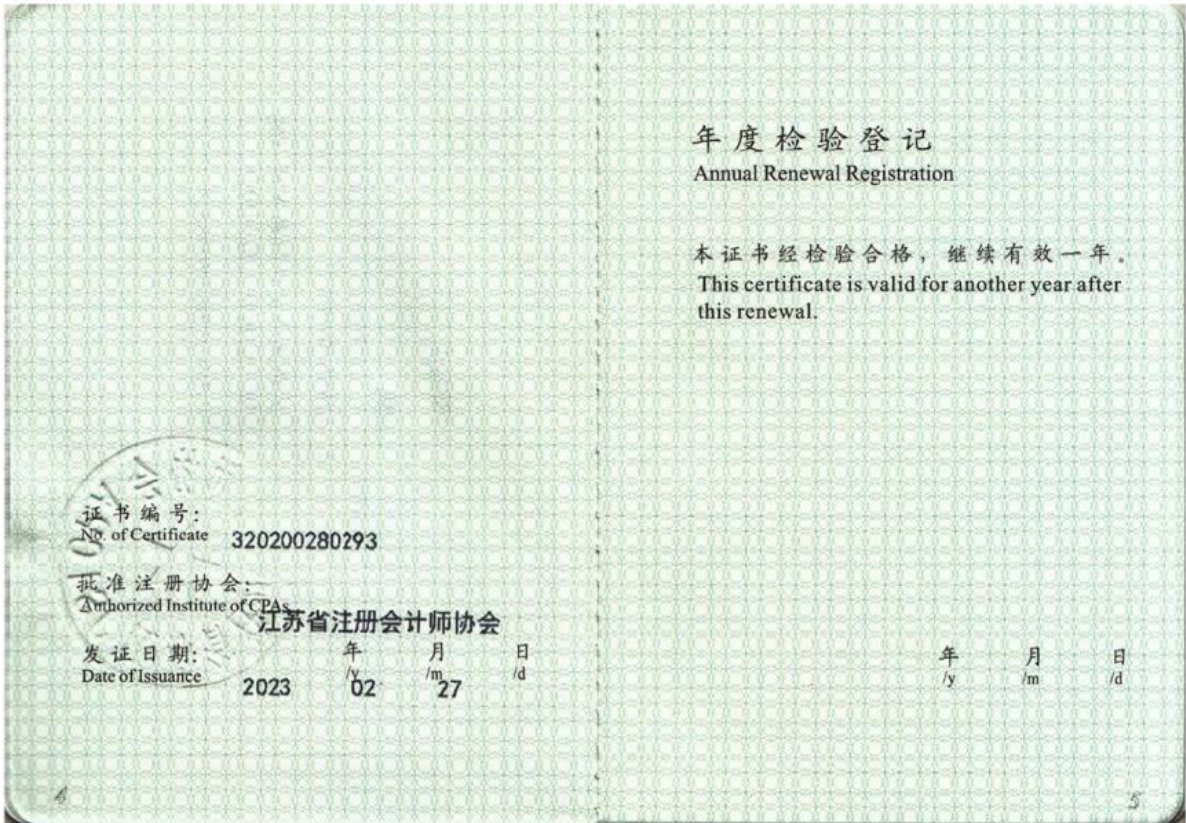 证书编号:
No. of Certificate 320200280293
批准注册协会:
Authorized Institute of CPAs 江苏省注册会计师协会
发证日期: 年 月 日
Date of Issuance /y /m /d
2023 02 27
4
年度检验登记
Annual Renewal Registration
本证书经检验合格，继续有效一年。
This certificate is valid for another year after
this renewal.
年 月 日
/y /m /d
5